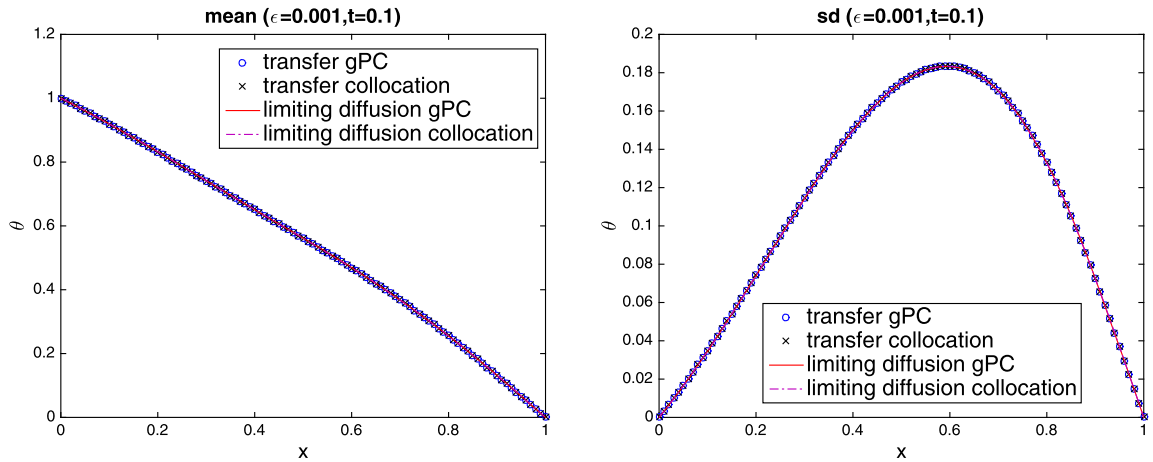 mean (ϵ=0.001,t=0.1)
1.2
1
0.8
0.6
0.4
0.2
0
θ
transfer gPC
transfer collocation
limiting diffusion gPC
limiting diffusion collocation
0 0.2 0.4 0.6 0.8 1
x
sd (ϵ=0.001,t=0.1)
0.2
0.18
0.16
0.14
0.12
0.1
0.08
0.06
0.04
0.02
0
θ
transfer gPC
transfer collocation
limiting diffusion gPC
limiting diffusion collocation
0 0.2 0.4 0.6 0.8 1
x